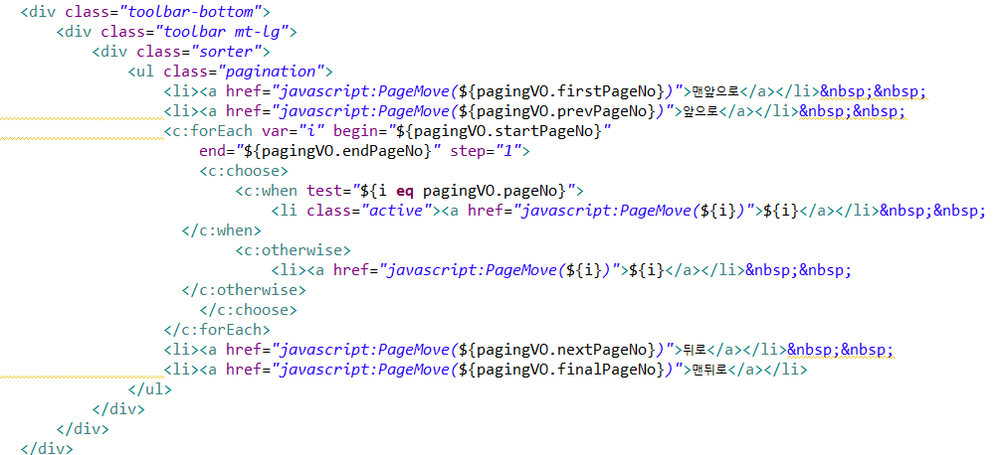 <div class="toolbar-bottom">
<div class="toolbar mt-lg">
<div class="sorter">
<ul class="pagination">
<li><a href="javascript:PageMove(${pagingVO.firstPageNo})">맨앞으로</a></li>&nbsp;&nbsp;
<li><a href="javascript:PageMove(${pagingVO.prevPageNo})">앞으로</a></li>&nbsp;&nbsp;
<c:forEach var="i" begin="${pagingVO.startPageNo}"
end="${pagingVO.endPageNo}" step="1">
<c:choose>
<c:when test="${i eq pagingVO.pageNo}">
<li class="active"><a href="javascript:PageMove(${i})">${i}</a></li>&nbsp;&nbsp;
</c:when>
<c:otherwise>
<li><a href="javascript:PageMove(${i})">${i}</a></li>&nbsp;&nbsp;
</c:otherwise>
</c:choose>
</c:forEach>
<li><a href="javascript:PageMove(${pagingVO.nextPageNo})">뒤로</a></li>&nbsp;&nbsp;
<li><a href="javascript:PageMove(${pagingVO.finalPageNo})">맨뒤로</a></li>
</ul>
</div>
</div>
</div>